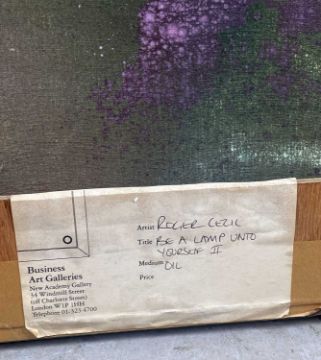 Artist ROGER CECIL
Title BE A LAMP UNTO
YOURSELF II
Medium OIL
Price
Business
Art Galleries
New Academy Gallery
34 Windmill Street
(off Charlotte Street)
London W1P 1HH
Telephone 01-323 4700